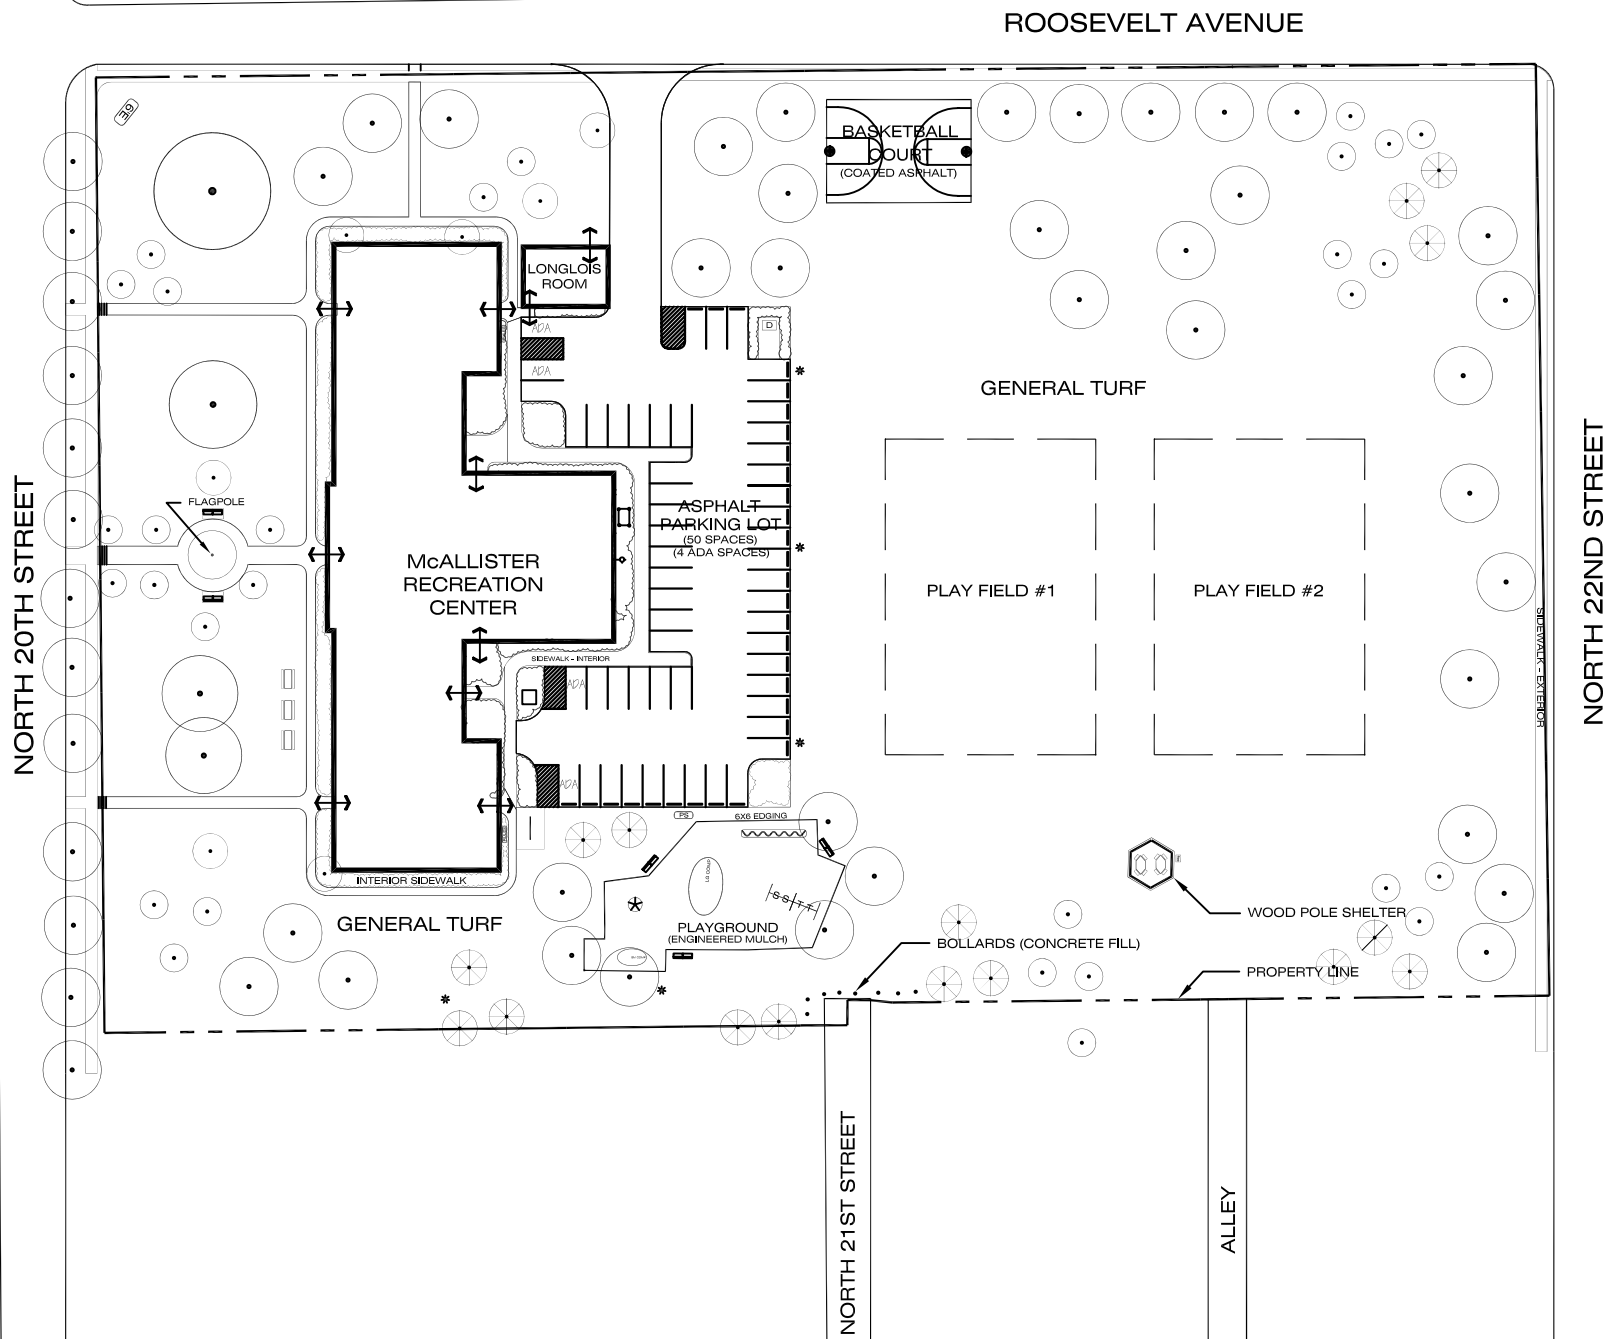 ROOSEVELT AVENUE
BASKETBALL
COURT
(COATED ASPHALT)
LONGLOIS
ROOM
ADA
D
ADA
GENERAL TURF
NORTH 20TH STREET
FLAGPOLE
ASPHALT
PARKING LOT
(50 SPACES)
(4 ADA SPACES)
McALLISTER
RECREATION
CENTER
PLAY FIELD #1
PLAY FIELD #2
NORTH 22ND STREET
SIDEWALK - EXTERIOR
SIDEWALK - INTERIOR
ADA
ADA
PS
6X6 EDGING
INTERIOR SIDEWALK
GENERAL TURF
PLAYGROUND
(ENGINEERED MULCH)
S S I T T
WOOD POLE SHELTER
BOLLARDS (CONCRETE FILL)
PROPERTY LINE
NORTH 21ST STREET
ALLEY